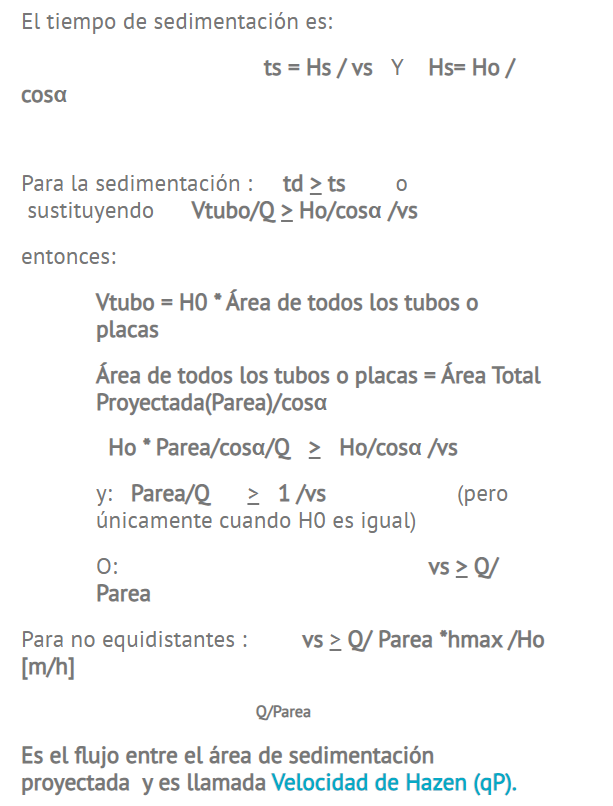 El tiempo de sedimentación es:
ts = Hs / vs Y Hs= Ho /
cosα
Para la sedimentación : td ≥ ts o
sustituyendo Vtubo/Q ≥ Ho/cosα /vs
entonces:
Vtubo = H0 * Área de todos los tubos o
placas
Área de todos los tubos o placas = Área Total
Proyectada(Parea)/cosα
Ho * Parea/cosα/Q ≥ Ho/cosα /vs
y: Parea/Q ≥ 1 /vs (pero
únicamente cuando H0 es igual)
O: vs ≥ Q/
Parea
Para no equidistantes : vs ≥ Q/ Parea *hmax /Ho
[m/h]
Q/Parea
Es el flujo entre el área de sedimentación
proyectada y es llamada Velocidad de Hazen (qP).